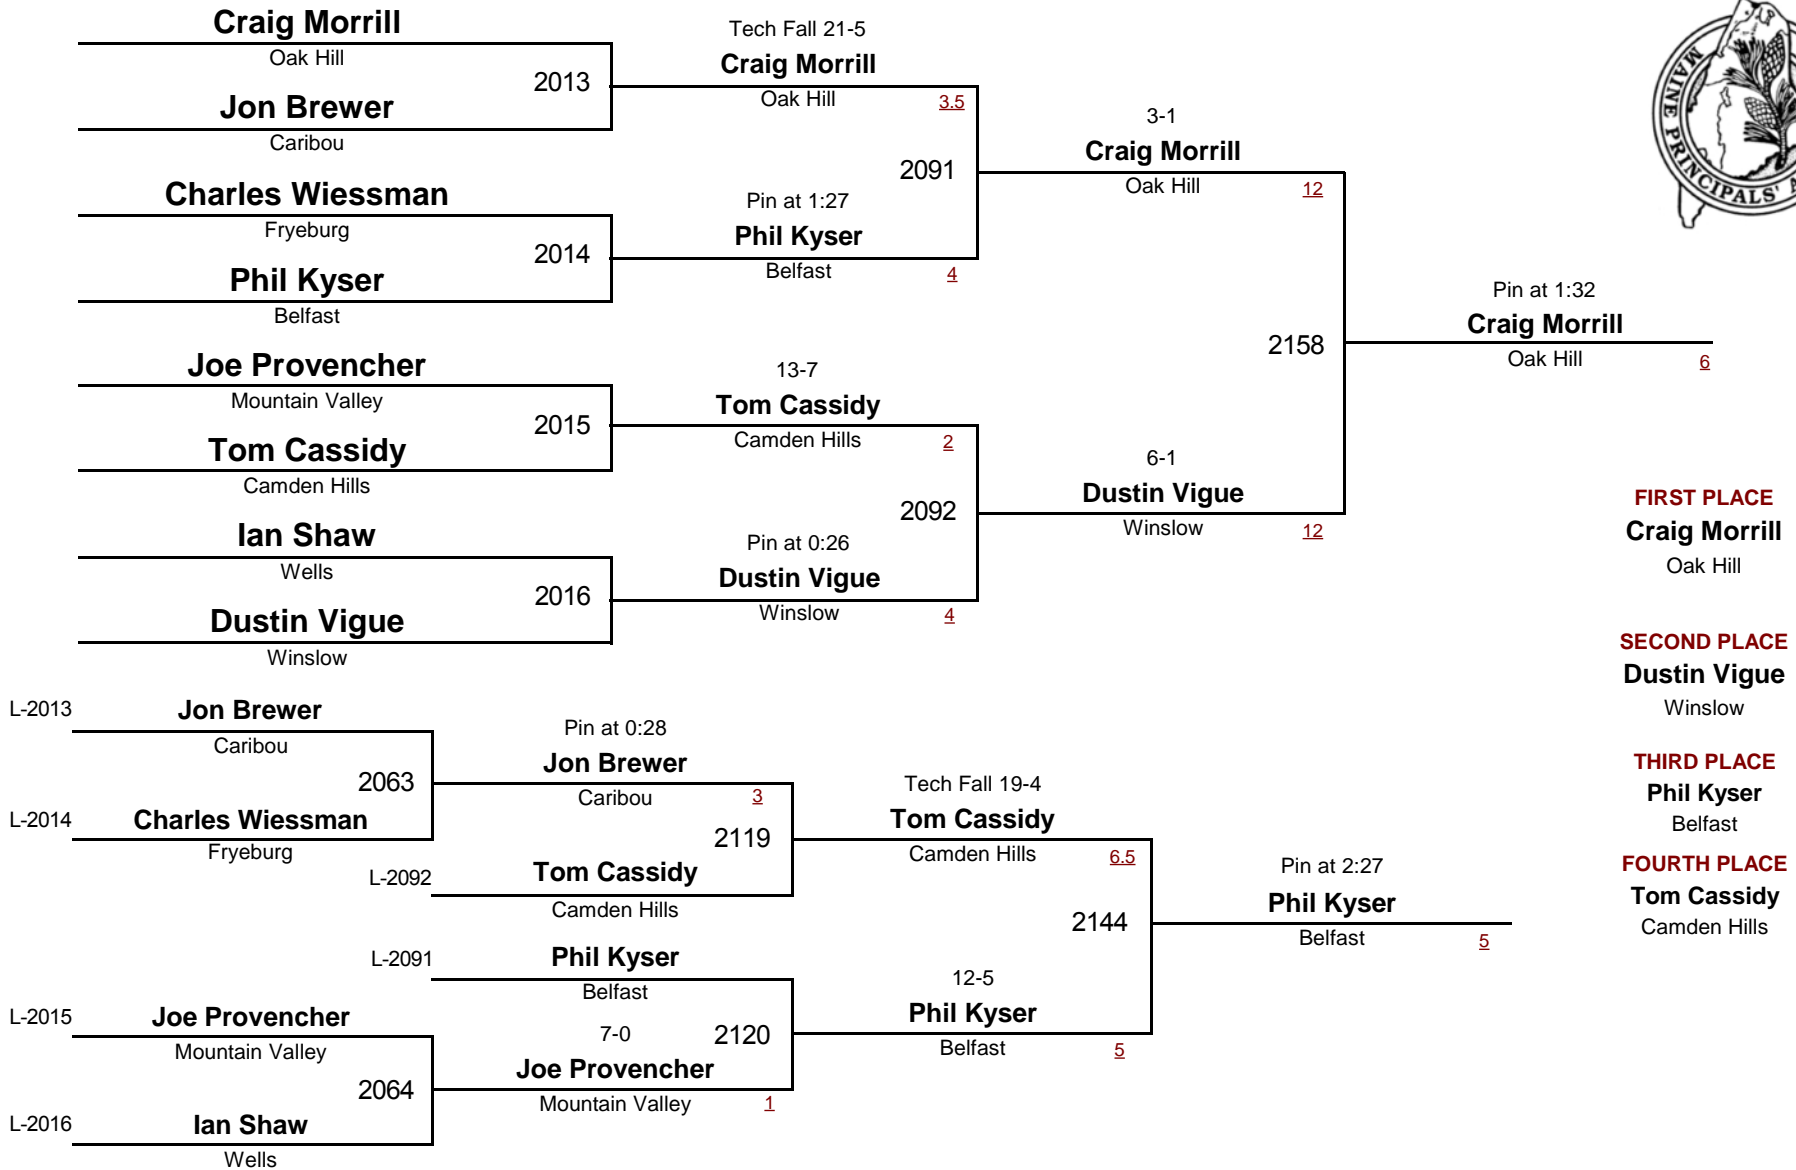 Craig Morrill
Oak Hill
2013
Jon Brewer
Caribou
Charles Wiessman
Fryeburg
2014
Phil Kyser
Belfast
Joe Provencher
Mountain Valley
2015
Tom Cassidy
Camden Hills
Ian Shaw
Wells
2016
Dustin Vigue
Winslow
Tech Fall 21-5
Craig Morrill
Oak Hill
3.5
2091
Pin at 1:27
Phil Kyser
Belfast
4
13-7
Tom Cassidy
Camden Hills
2
2092
Pin at 0:26
Dustin Vigue
Winslow
4
3-1
Craig Morrill
Oak Hill
12
2158
6-1
Dustin Vigue
Winslow
12
Pin at 1:32
Craig Morrill
Oak Hill
6
MAINE PRINCIPALS' A
FIRST PLACE
Craig Morrill
Oak Hill
SECOND PLACE
Dustin Vigue
Winslow
THIRD PLACE
Phil Kyser
Belfast
FOURTH PLACE
Tom Cassidy
Camden Hills
L-2013
Jon Brewer
Caribou
2063
L-2014
Charles Wiessman
Fryeburg
Pin at 0:28
Jon Brewer
Caribou
3
2119
L-2092
Tom Cassidy
Camden Hills
L-2091
Phil Kyser
Belfast
2120
L-2015
Joe Provencher
Mountain Valley
2064
L-2016
Ian Shaw
Wells
7-0
Joe Provencher
Mountain Valley
1
Tech Fall 19-4
Tom Cassidy
Camden Hills
6.5
2144
12-5
Phil Kyser
Belfast
5
Pin at 2:27
Phil Kyser
Belfast
5